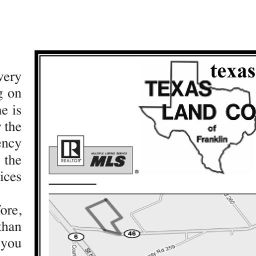 very
g on
ne is
r the
ency
the
ices
ore,
than
you
texas
TEXAS
LAND CO
of
Franklin
REALTOR®
MULTIPLE LISTING SERVICE
MLS®
6
46